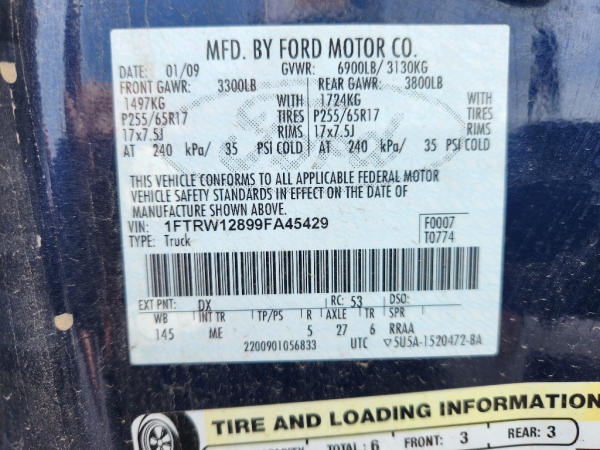 MFD. BY FORD MOTOR CO.
DATE: 01/09 GVWR: 6900LB/ 3130KG
FRONT GAWR: 3300LB REAR GAWR: 3800LB
1497KG WITH 1724KG WITH
P255/65R17 TIRES P255/65R17 TIRES
17x7.5J RIMS 17x7.5J RIMS
AT 240 kPa/ 35 PSI COLD AT 240 kPa/ 35 PSI COLD
THIS VEHICLE CONFORMS TO ALL APPLICABLE FEDERAL MOTOR
VEHICLE SAFETY STANDARDS IN EFFECT ON THE DATE OF
MANUFACTURE SHOWN ABOVE.
VIN: 1FTRW12899FA45429 F0007
TYPE: Truck T0774
EXT PNT: DX RC: 53 DSO:
WB INT TR TP/PS R AXLE TR SPR
145 ME 5 27 6 RRAA
2200901056833 UTC ▽5U5A-1520472-BA
TIRE AND LOADING INFORMATION
TOTAL: 6 FRONT: 3 REAR: 3